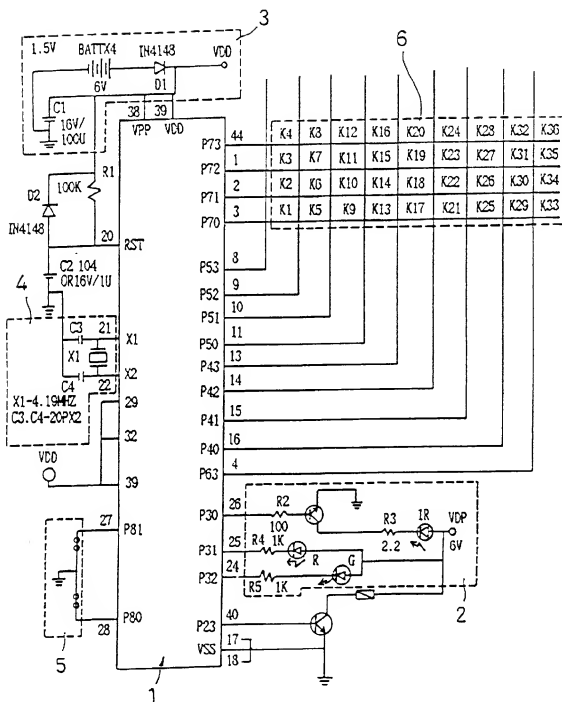 3
1.5V BATTX4 IN4148 VDD
6V D1
C1
16V/
100U
38 39
VPP VDD
6
P73 44 K4 K8 K12 K16 K20 K24 K28 K32 K36
P72 1 K3 K7 K11 K15 K19 K23 K27 K31 K35
P71 2 K2 K6 K10 K14 K18 K22 K26 K30 K34
P70 3 K1 K5 K9 K13 K17 K21 K25 K29 K33
R1
100K
D2
IN4148
20 RST
C2 104
OR16V/1U
P53 8
P52 9
P51 10
P50 11
P43 13
P42 14
P41 15
P40 16
P63 4
4
C3 21 X1
X1
C4 22 X2
X1-4.19MHZ
C3.C4-20PX2
29
32
VDD
39
27 P81
P80
28
5
P30 26 R2
100
R3
2.2
IR
VDP
6V
P31 25 R4 1K R
P32 24 R5 1K G
2
P23 40
VSS 17
18
1